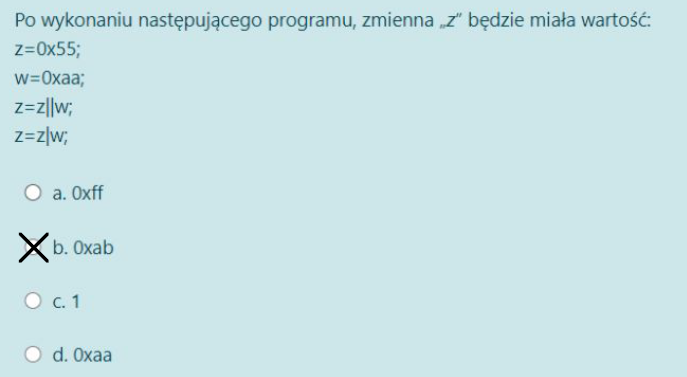 Po wykonaniu następującego programu, zmienna „z” będzie miała wartość:
z=0x55;
w=0xaa;
z=z||w;
z=z|w;
a. 0xff
b. 0xab
c. 1
d. 0xaa